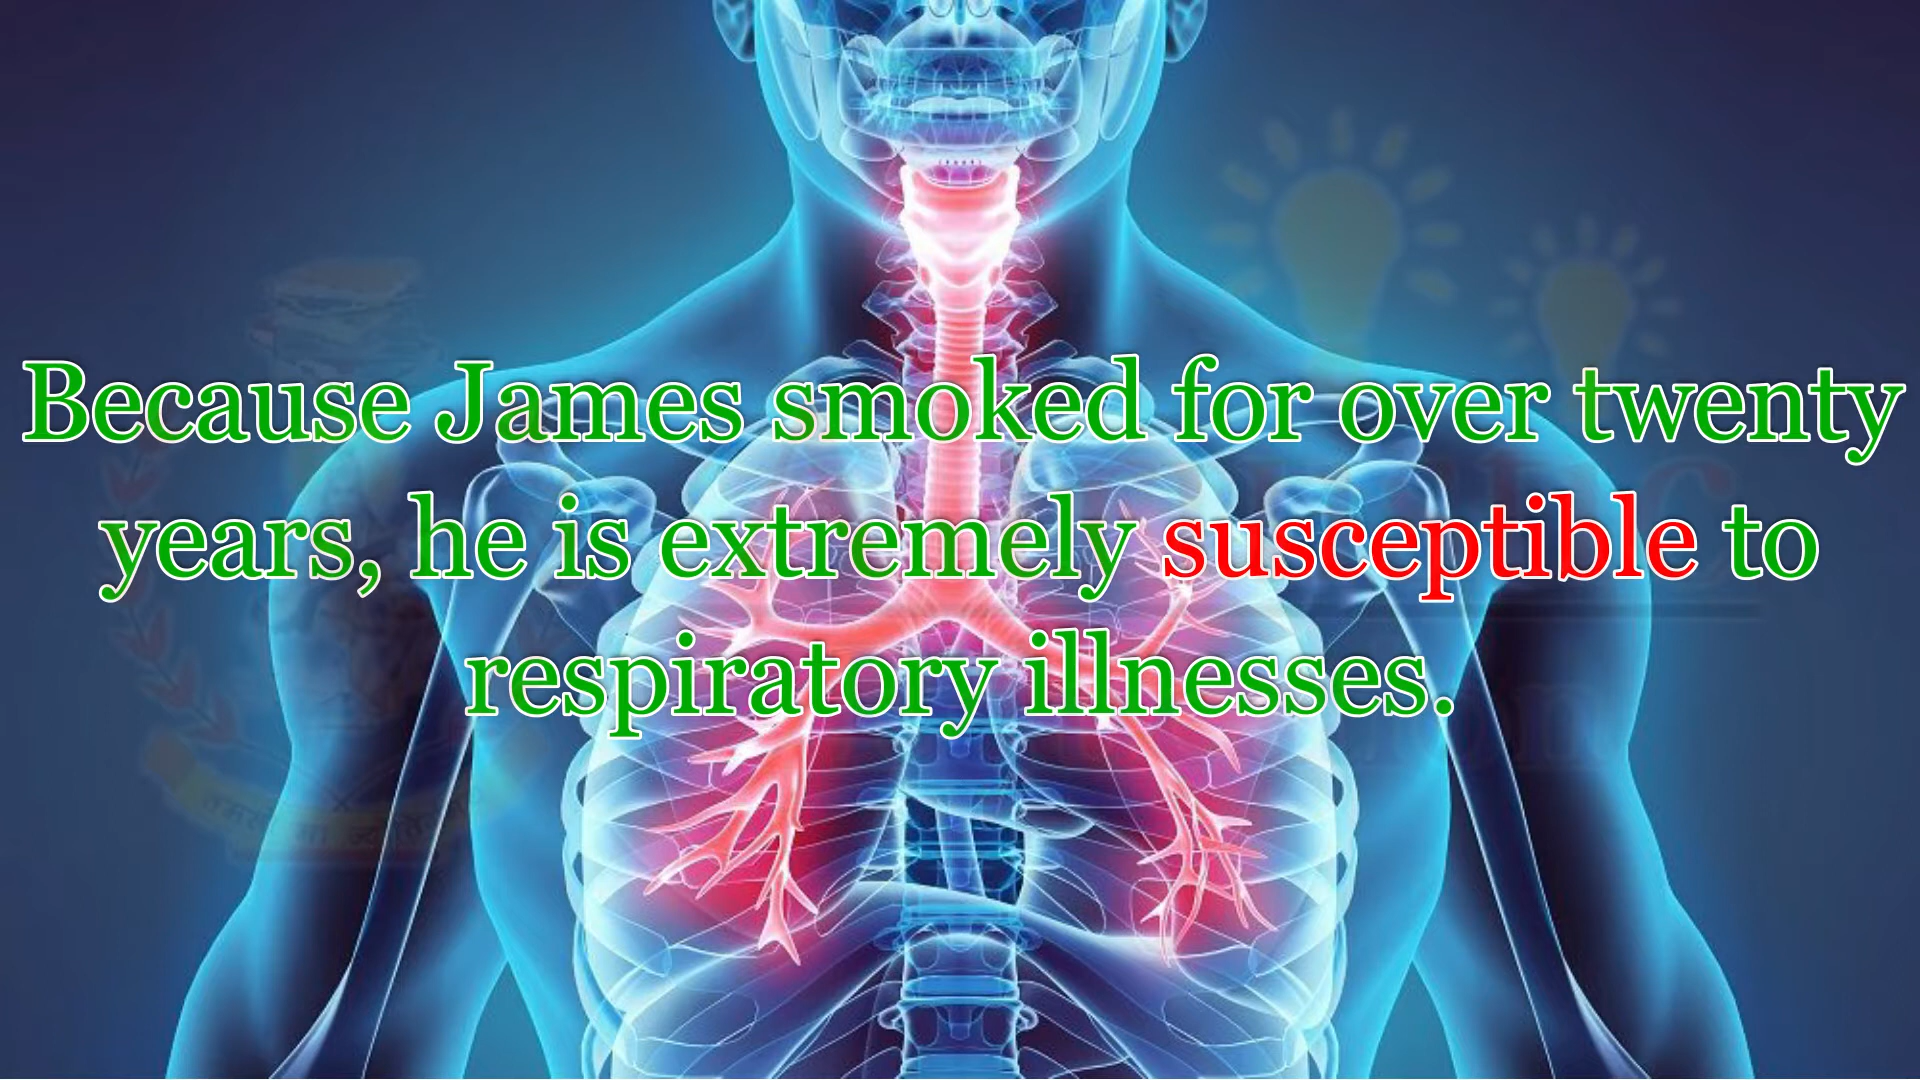 Because James smoked for over twenty
years, he is extremely susceptible to
respiratory illnesses.